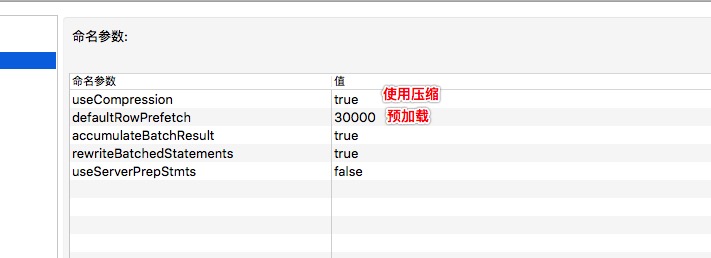 命名参数:
命名参数 值
useCompression true 使用压缩
defaultRowPrefetch 30000 预加载
accumulateBatchResult true
rewriteBatchedStatements true
useServerPrepStmts false